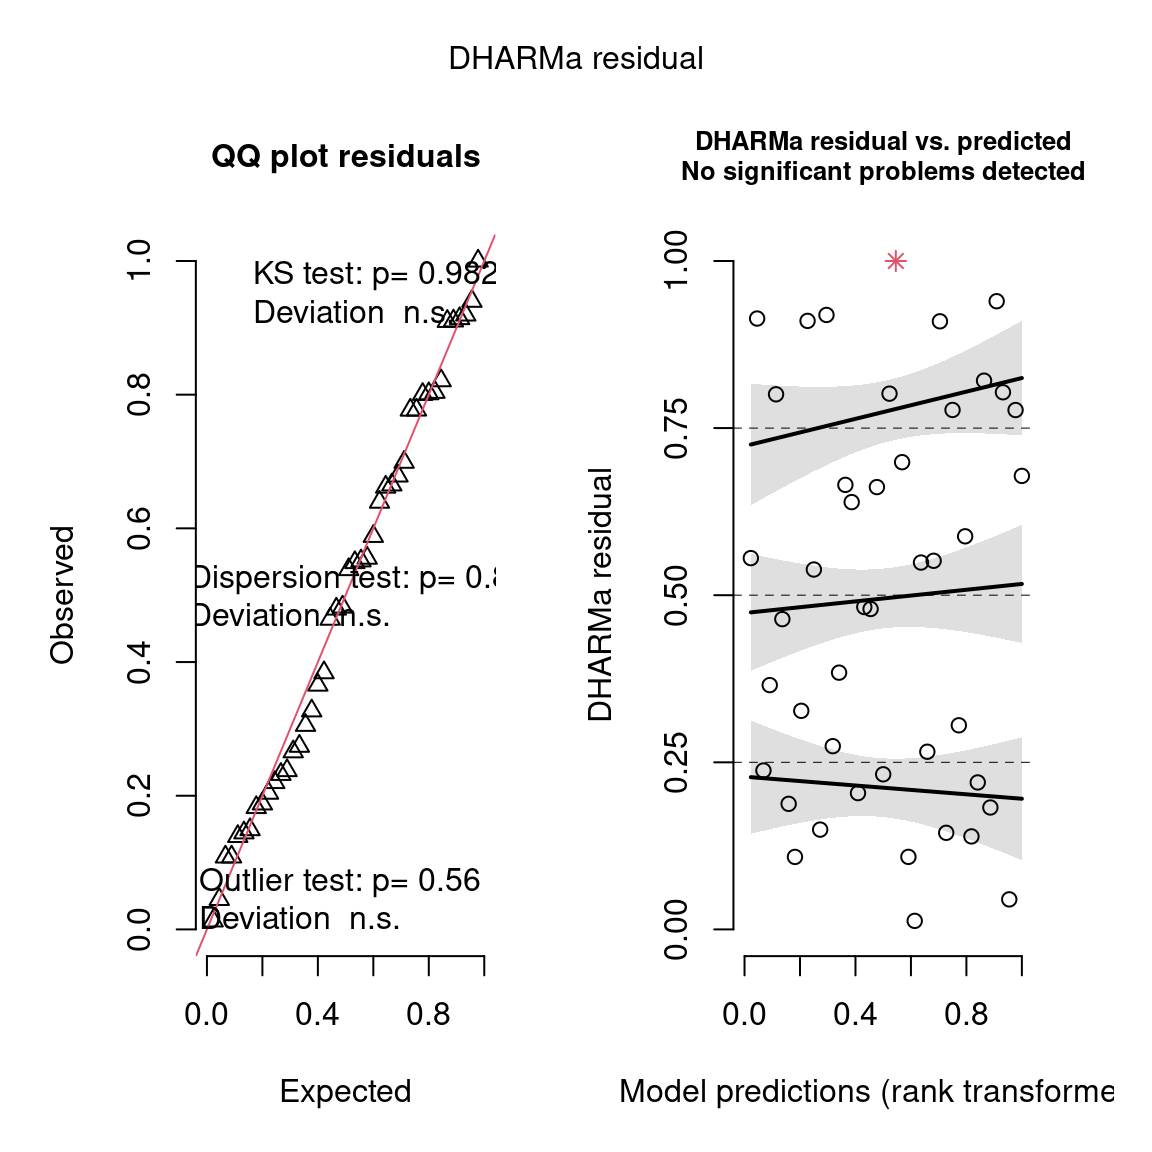 DHARMa residual
QQ plot residuals
KS test: p= 0.982
Deviation n.s.
Dispersion test: p= 0.8
Deviation n.s.
Outlier test: p= 0.56
Deviation n.s.
Observed
0.0 0.2 0.4 0.6 0.8 1.0
0.0 0.4 0.8
Expected
DHARMa residual vs. predicted
No significant problems detected
DHARMa residual
0.00 0.25 0.50 0.75 1.00
0.0 0.4 0.8
Model predictions (rank transforme